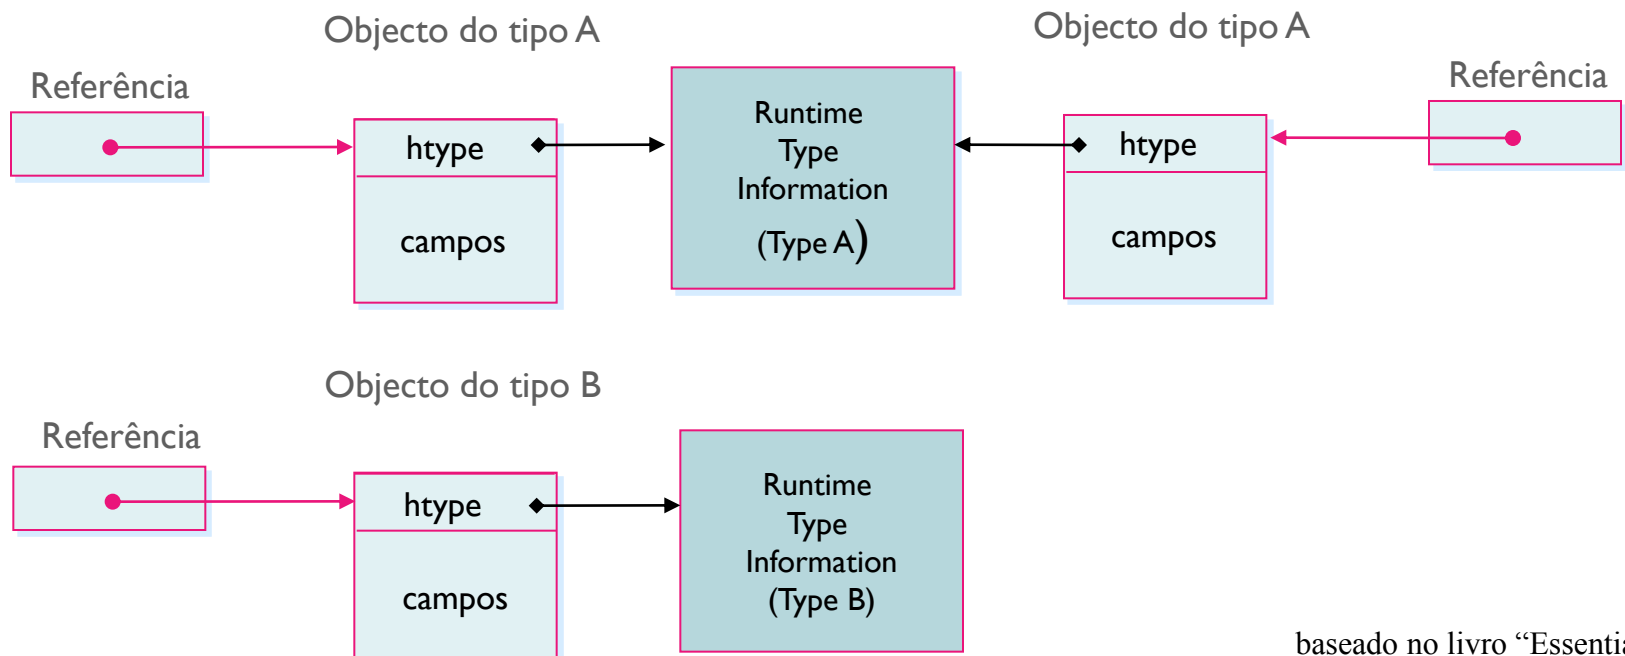 Objecto do tipo A
Objecto do tipo A
Referência
Referência
htype
campos
Runtime
Type
Information
(Type A)
htype
campos
Objecto do tipo B
Referência
htype
campos
Runtime
Type
Information
(Type B)
baseado no livro “Essentia